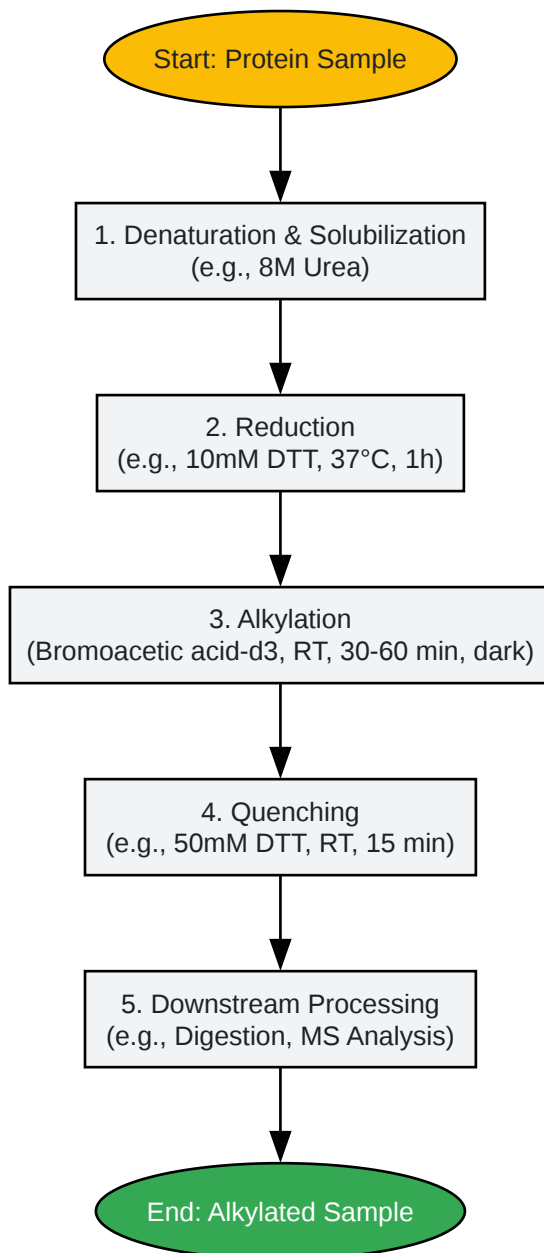 Start: Protein Sample
1. Denaturation & Solubilization
(e.g., 8M Urea)
2. Reduction
(e.g., 10mM DTT, 37°C, 1h)
3. Alkylation
(Bromoacetic acid-d3, RT, 30-60 min, dark)
4. Quenching
(e.g., 50mM DTT, RT, 15 min)
5. Downstream Processing
(e.g., Digestion, MS Analysis)
End: Alkylated Sample